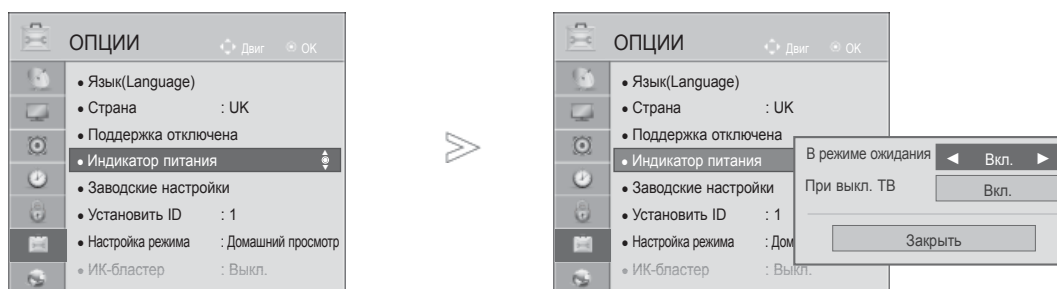 ОПЦИИ
Двиг OK
• Язык(Language)
• Страна : UK
• Поддержка отключена
• Индикатор питания
• Заводские настройки
• Установить ID : 1
• Настройка режима : Домашний просмотр
• ИК-бластер : Выкл.
ОПЦИИ
Двиг OK
• Язык(Language)
• Страна : UK
• Поддержка отключена
• Индикатор питания
• Заводские настройки
• Установить ID : 1
• Настройка режима : Дом
• ИК-бластер : Выкл.
В режиме ожидания ◀ Вкл. ▶
При выкл. ТВ Вкл.
Закрыть